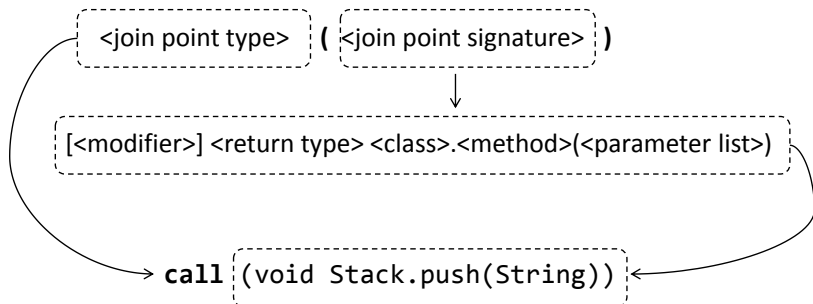 <join point type> ( <join point signature> )
[<modifier>] <return type> <class>.<method>(<parameter list>)
call (void Stack.push(String))